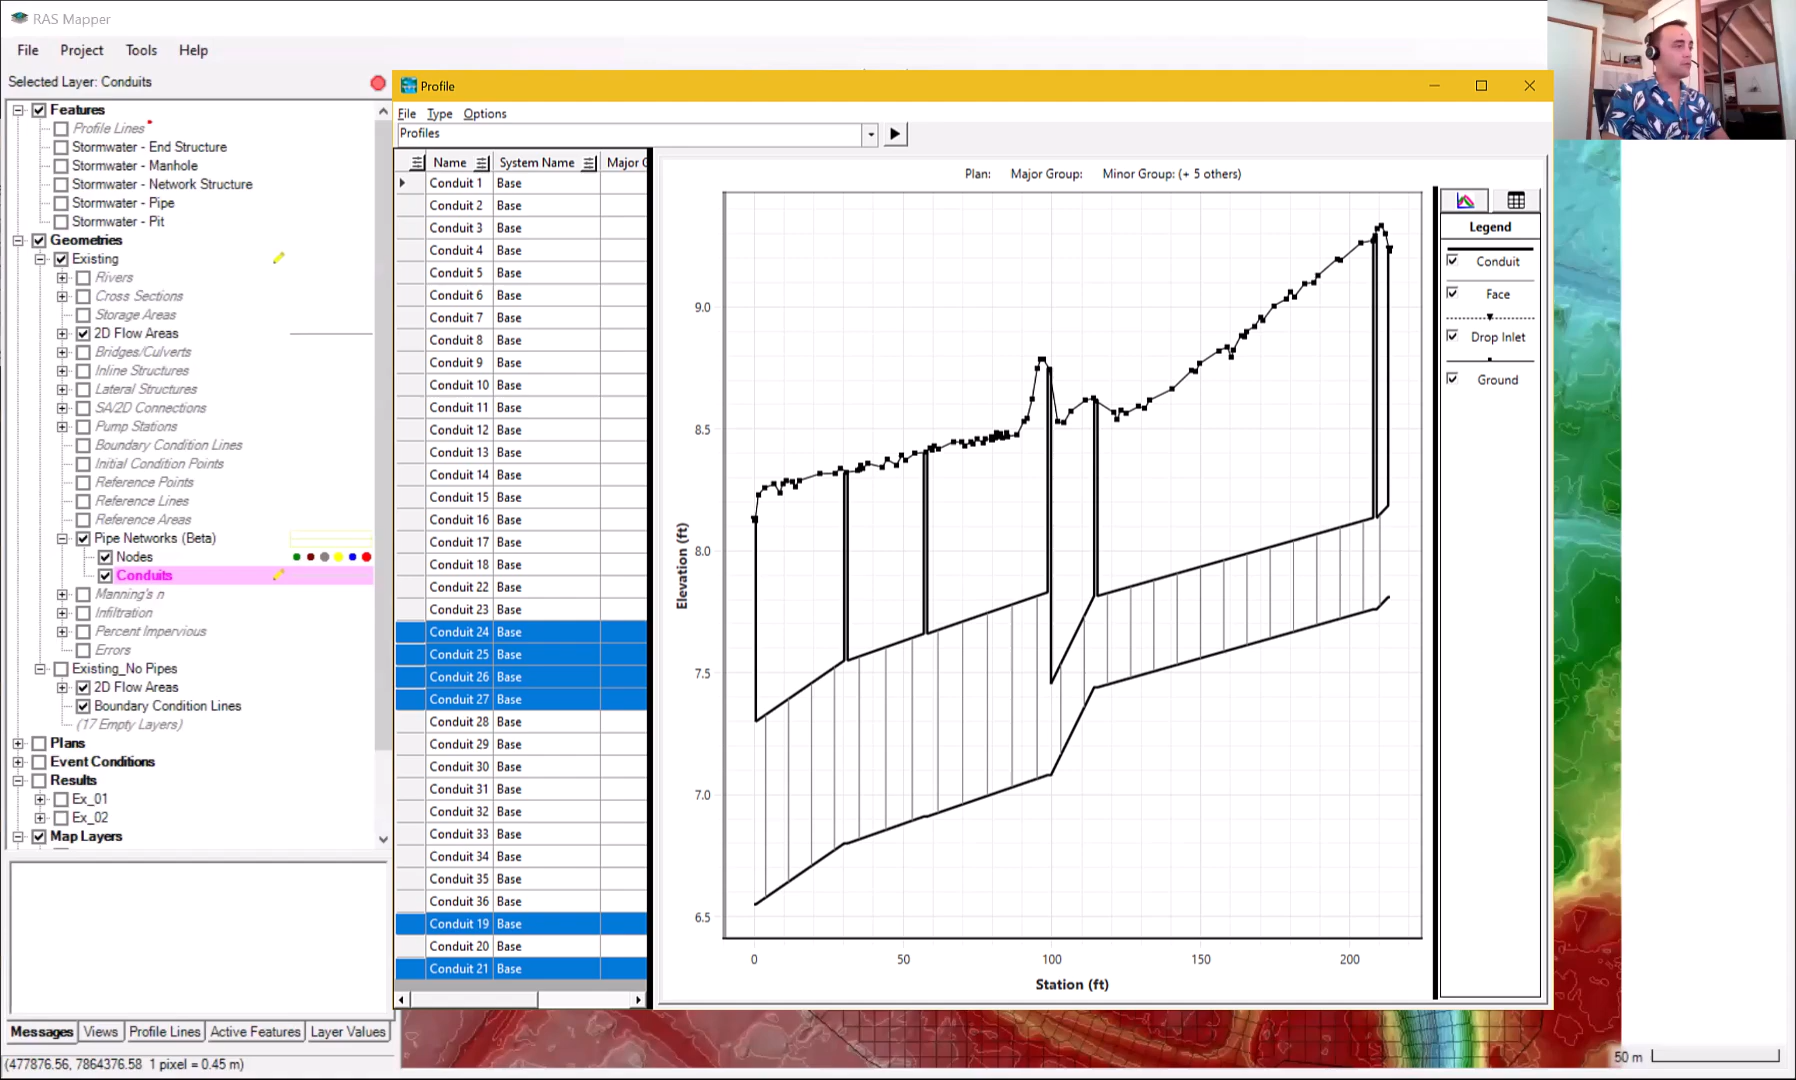 RAS Mapper
File Project Tools Help
Selected Layer: Conduits
Features
Profile Lines
Stormwater - End Structure
Stormwater - Manhole
Stormwater - Network Structure
Stormwater - Pipe
Stormwater - Pit
Geometries
Existing
Rivers
Cross Sections
Storage Areas
2D Flow Areas
Bridges/Culverts
Inline Structures
Lateral Structures
SA/2D Connections
Pump Stations
Boundary Condition Lines
Initial Condition Points
Reference Points
Reference Lines
Reference Areas
Pipe Networks (Beta)
Nodes
Conduits
Manning's n
Infiltration
Percent Impervious
Errors
Existing_No Pipes
2D Flow Areas
Boundary Condition Lines
(17 Empty Layers)
Plans
Event Conditions
Results
Ex_01
Ex_02
Map Layers
Messages Views Profile Lines Active Features Layer Values
(477876.56, 7864376.58 1 pixel = 0.45 m)
Profile
File Type Options
Profiles
Name System Name Major
Conduit 1 Base
Conduit 2 Base
Conduit 3 Base
Conduit 4 Base
Conduit 5 Base
Conduit 6 Base
Conduit 7 Base
Conduit 8 Base
Conduit 9 Base
Conduit 10 Base
Conduit 11 Base
Conduit 12 Base
Conduit 13 Base
Conduit 14 Base
Conduit 15 Base
Conduit 16 Base
Conduit 17 Base
Conduit 18 Base
Conduit 22 Base
Conduit 23 Base
Conduit 24 Base
Conduit 25 Base
Conduit 26 Base
Conduit 27 Base
Conduit 28 Base
Conduit 29 Base
Conduit 30 Base
Conduit 31 Base
Conduit 32 Base
Conduit 33 Base
Conduit 34 Base
Conduit 35 Base
Conduit 36 Base
Conduit 19 Base
Conduit 20 Base
Conduit 21 Base
Plan: Major Group: Minor Group: (+ 5 others)
Elevation (ft)
9.0
8.5
8.0
7.5
7.0
6.5
0 50 100 150 200
Station (ft)
Legend
Conduit
Face
Drop Inlet
Ground
50 m